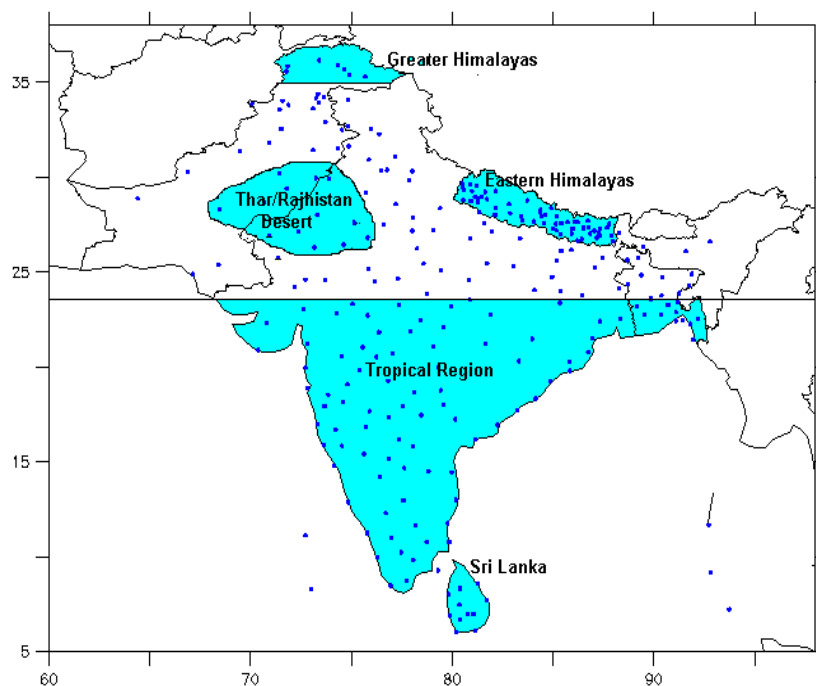 35
Greater Himalayas
Eastern Himalayas
Thar/Rajhistan
Desert
25
Tropical Region
15
Sri Lanka
5
60 70 80 90